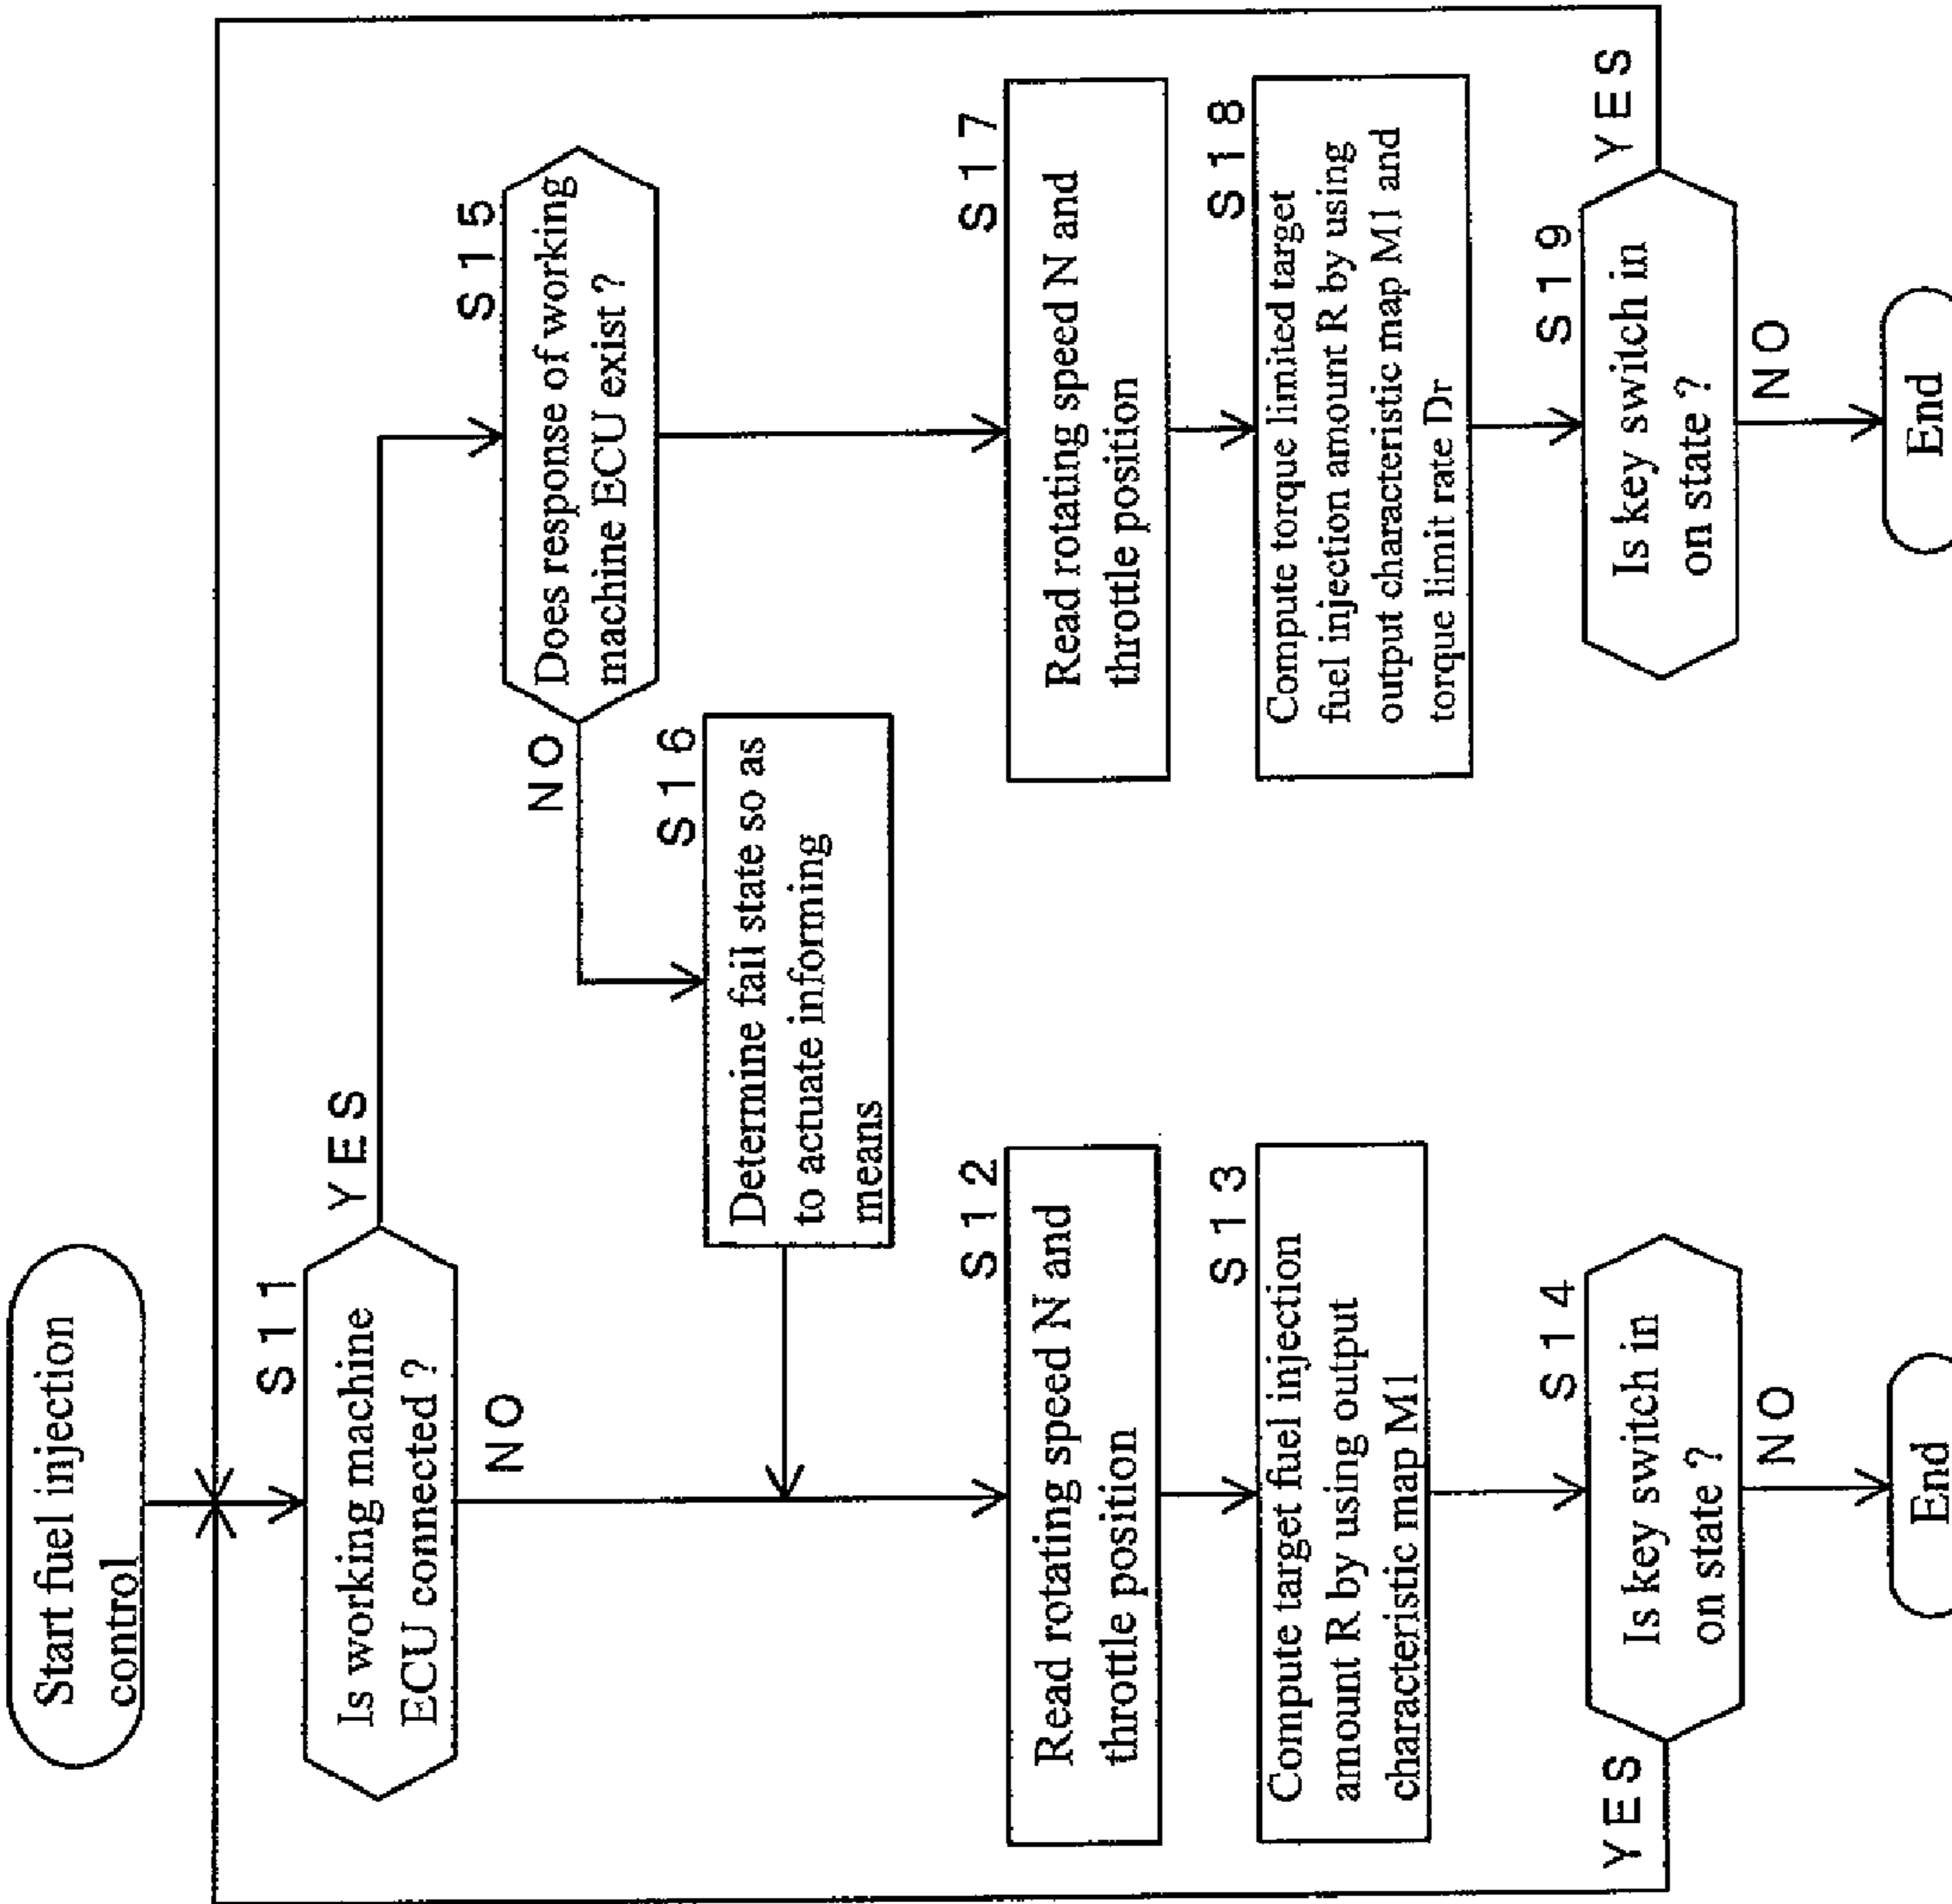 Start fuel injection
control
S11
Is working machine
ECU connected ?
YES
NO
S15
Does response of working
machine ECU exist ?
NO
S16
Determine fail state so as
to actuate informing
means
S12
Read rotating speed N and
throttle position
S13
Compute target fuel injection
amount R by using output
characteristic map M1
S14
Is key switch in
on state ?
YES
NO
End
S17
Read rotating speed N and
throttle position
S18
Compute torque limited target
fuel injection amount R by using
output characteristic map M1 and
torque limit rate Dr
S19
Is key switch in
on state ?
YES
NO
End